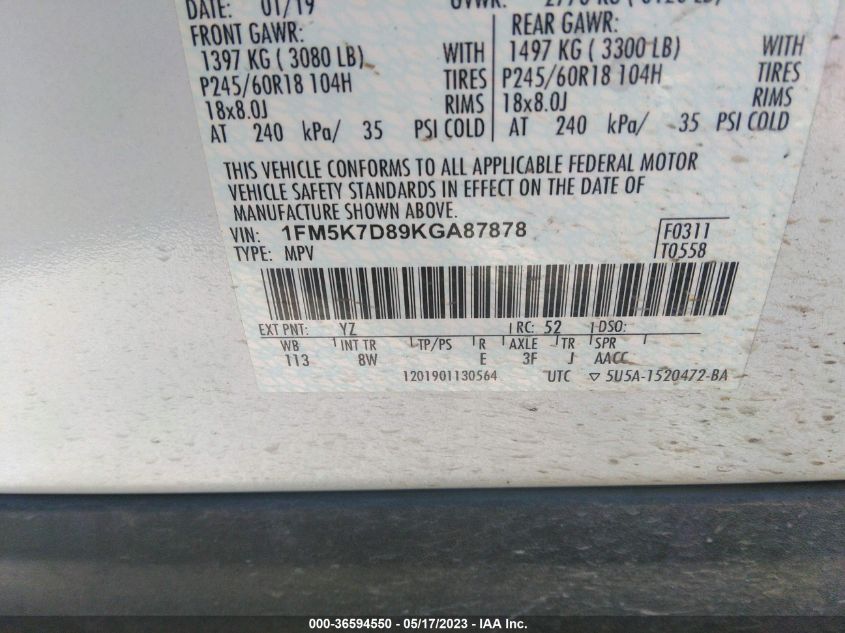 DATE: 01/19 GVWR:
FRONT GAWR: REAR GAWR:
1397 KG ( 3080 LB) WITH 1497 KG ( 3300 LB) WITH
P245/60R18 104H TIRES P245/60R18 104H TIRES
18x8.0J RIMS 18x8.0J RIMS
AT 240 kPa/ 35 PSI COLD AT 240 kPa/ 35 PSI COLD
THIS VEHICLE CONFORMS TO ALL APPLICABLE FEDERAL MOTOR
VEHICLE SAFETY STANDARDS IN EFFECT ON THE DATE OF
MANUFACTURE SHOWN ABOVE.
VIN: 1FM5K7D89KGA87878 F0311
TYPE: MPV T0558
EXT PNT: YZ RC: 52 DSO:
WB INT TR TP/PS R AXLE TR SPR
113 8W E 3F J AACC
1201901130564 UTC ▽ 5U5A-1520472-BA
000-36594550 - 05/17/2023 - IAA Inc.